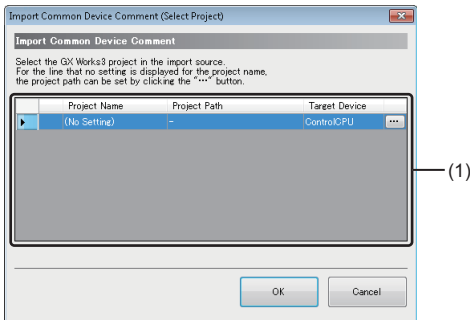 Import Common Device Comment (Select Project)
Import Common Device Comment
Select the GX Works3 project in the import source.
For the line that no setting is displayed for the project name,
the project path can be set by clicking the "..." button.
Project Name Project Path Target Device
(No Setting) - ControlCPU ...
(1)
OK Cancel